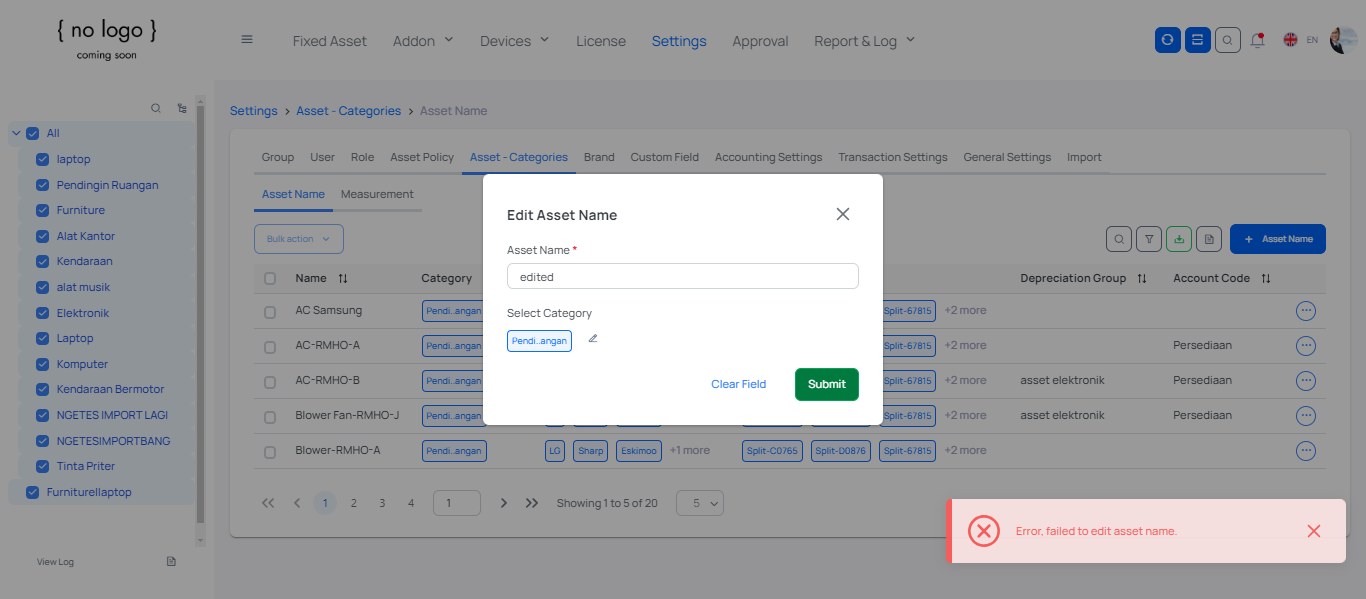 { no logo }
coming soon
Fixed Asset Addon Devices License Settings Approval Report & Log EN
All
laptop
Pendingin Ruangan
Furniture
Alat Kantor
Kendaraan
alat musik
Elektronik
Laptop
Komputer
Kendaraan Bermotor
NGETES IMPORT LAGI
NGETESIMPORTBANG
Tinta Priter
Furniturellaptop
View Log
Settings > Asset - Categories > Asset Name
Group User Role Asset Policy Asset - Categories Brand Custom Field Accounting Settings Transaction Settings General Settings Import
Asset Name Measurement
Bulk action + Asset Name
Name Category Depreciation Group Account Code
AC Samsung Pendi..angan Split-67815 +2 more
AC-RMHO-A Pendi..angan Split-67815 +2 more Persediaan
AC-RMHO-B Pendi..angan Split-67815 +2 more asset elektronik Persediaan
Blower Fan-RMHO-J Pendi..angan Split-67815 +2 more asset elektronik Persediaan
Blower-RMHO-A Pendi..angan LG Sharp Eskimoo +1 more Split-C0765 Split-D0876 Split-67815 +2 more
1 2 3 4 1 Showing 1 to 5 of 20 5
Edit Asset Name
Asset Name *
edited
Select Category
Pendi..angan
Clear Field Submit
Error, failed to edit asset name.